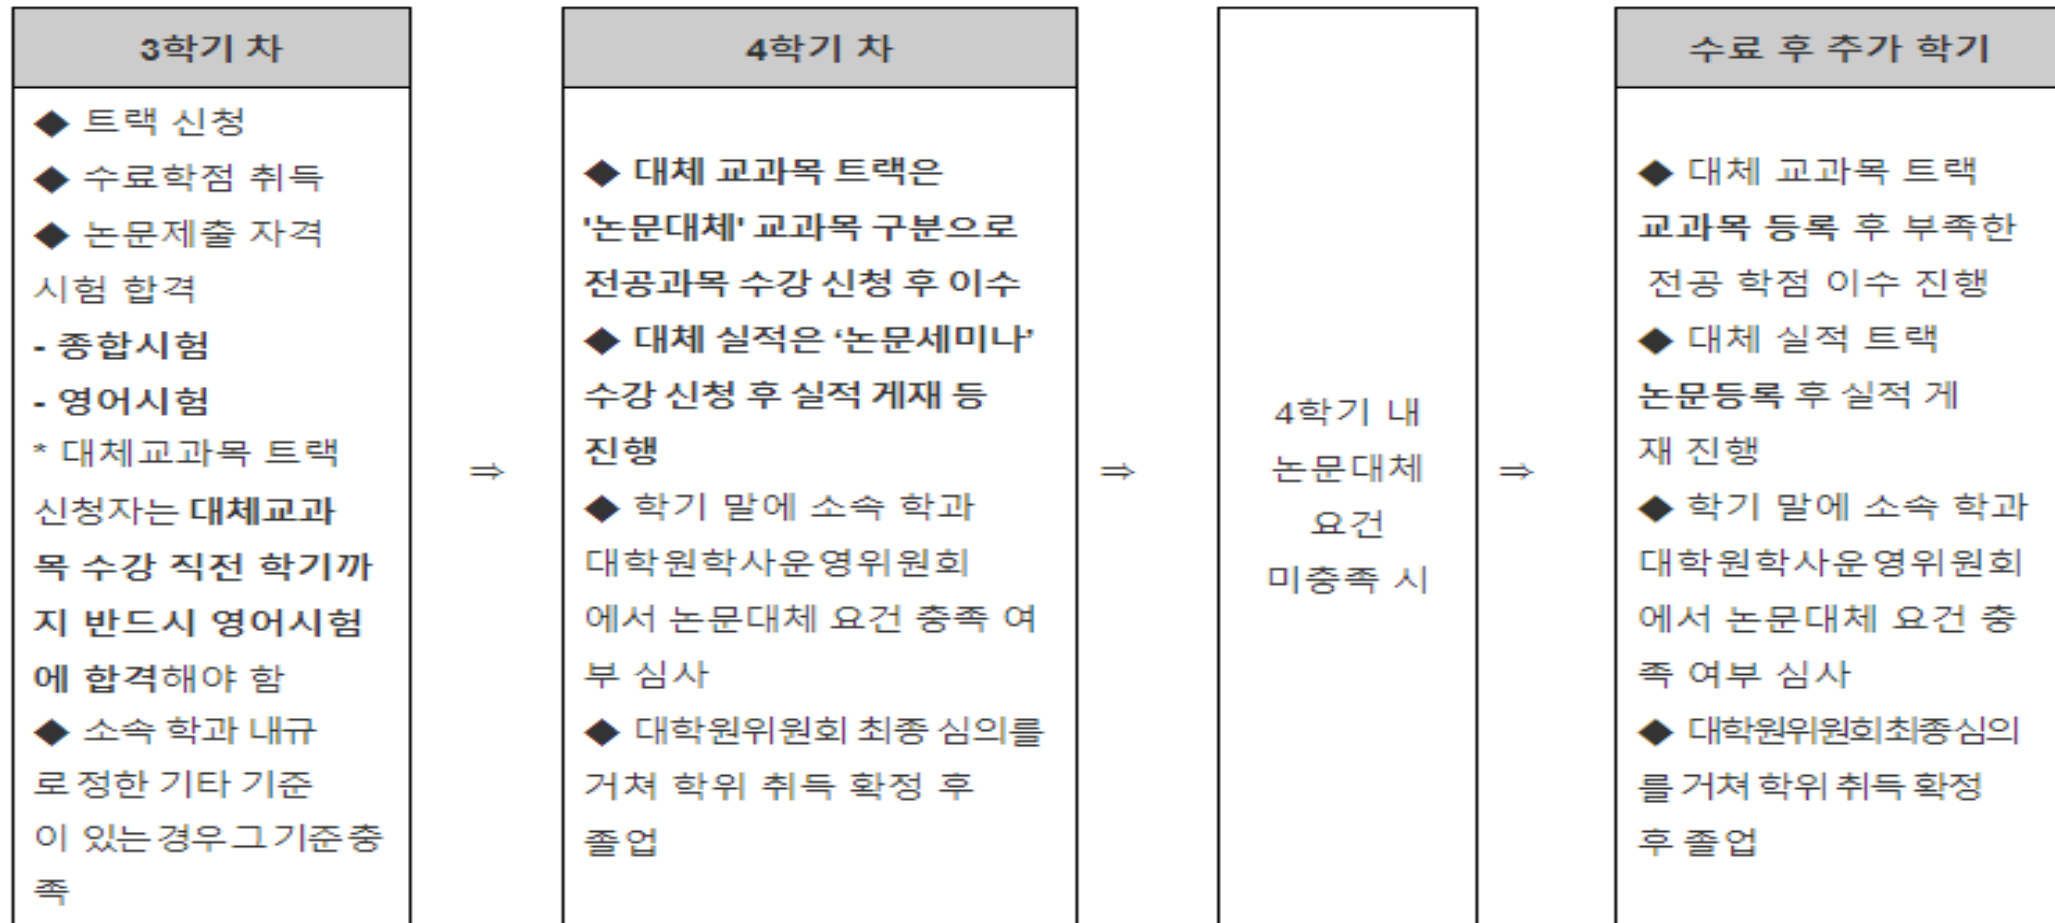 3학기 차
◆ 트랙 신청
◆ 수료학점 취득
◆ 논문제출 자격
시험 합격
- 종합시험
- 영어시험
* 대체교과목 트랙
신청자는 대체교과
목 수강 직전 학기까
지 반드시 영어시험
에 합격해야 함
◆ 소속 학과 내규
로 정한 기타 기준
이 있는 경우 그 기준 충
족
⇒
4학기 차
◆ 대체 교과목 트랙은
'논문대체' 교과목 구분으로
전공과목 수강 신청 후 이수
◆ 대체 실적은 ‘논문세미나’
수강 신청 후 실적 게재 등
진행
◆ 학기 말에 소속 학과
대학원학사운영위원회
에서 논문대체 요건 충족 여
부 심사
◆ 대학원위원회 최종 심의를
거쳐 학위 취득 확정 후
졸업
⇒
4학기 내
논문대체
요건
미충족 시
⇒
수료 후 추가 학기
◆ 대체 교과목 트랙
교과목 등록 후 부족한
전공 학점 이수 진행
◆ 대체 실적 트랙
논문등록 후 실적 게
재 진행
◆ 학기 말에 소속 학과
대학원학사운영위원회
에서 논문대체 요건 충
족 여부 심사
◆ 대학원위원회 최종 심의
를 거쳐 학위 취득 확정
후 졸업